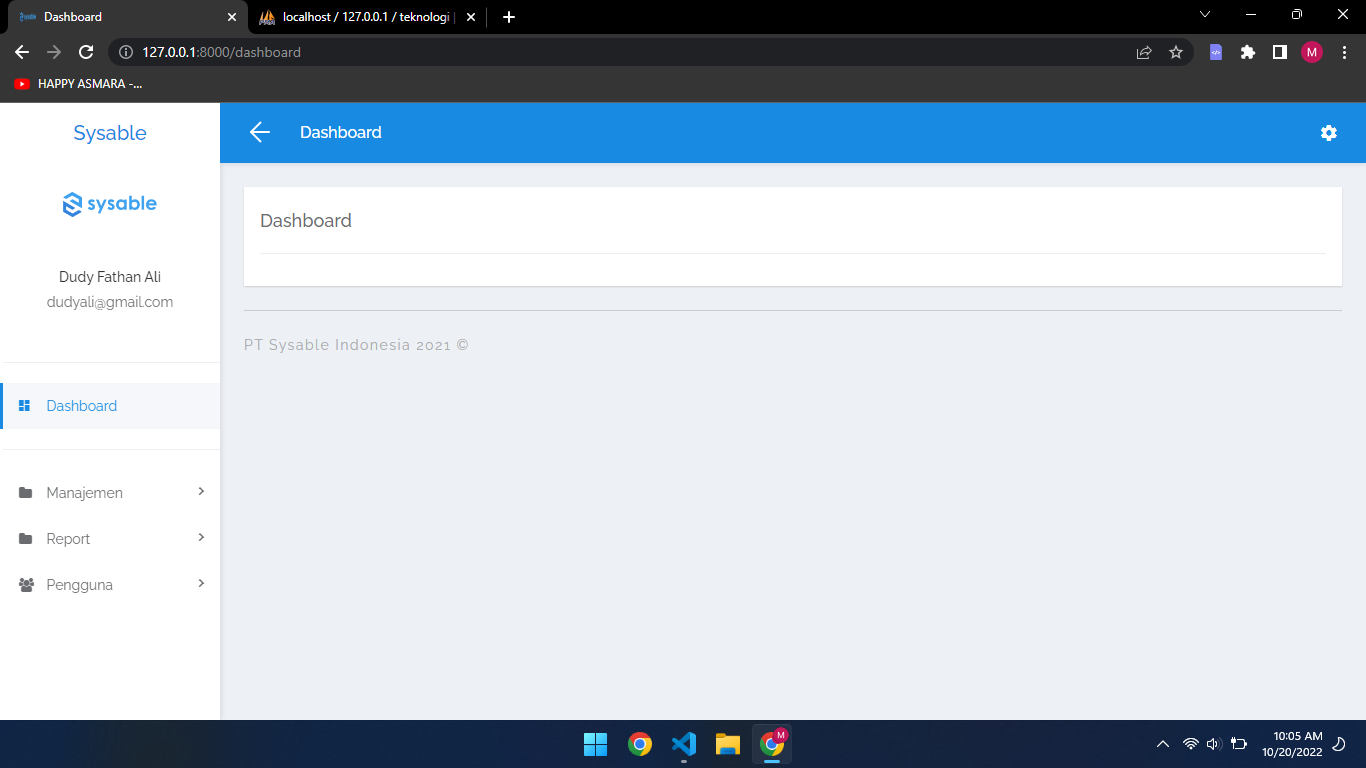 Dashboard
localhost / 127.0.0.1 / teknologi |
127.0.0.1:8000/dashboard
M
HAPPY ASMARA -...
Sysable
Dashboard
sysable
Dashboard
Dudy Fathan Ali
dudyali@gmail.com
PT Sysable Indonesia 2021 ©
Dashboard
Manajemen
Report
Pengguna
M
10:05 AM
10/20/2022